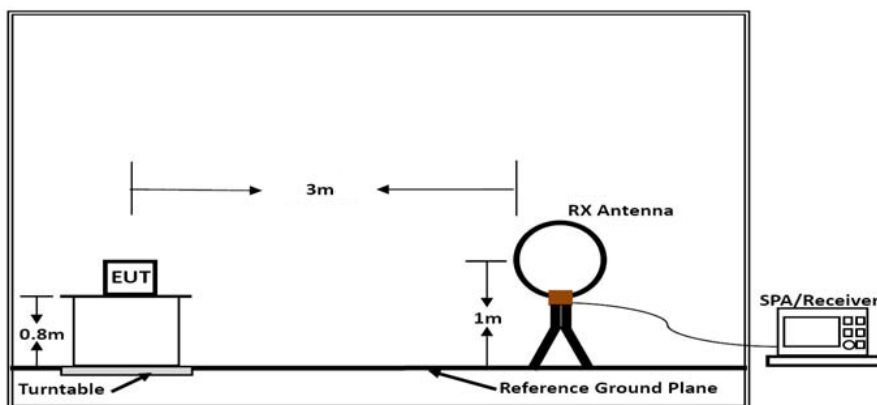 3m
RX Antenna
EUT
SPA/Receiver
0.8m
1m
Turntable
Reference Ground Plane